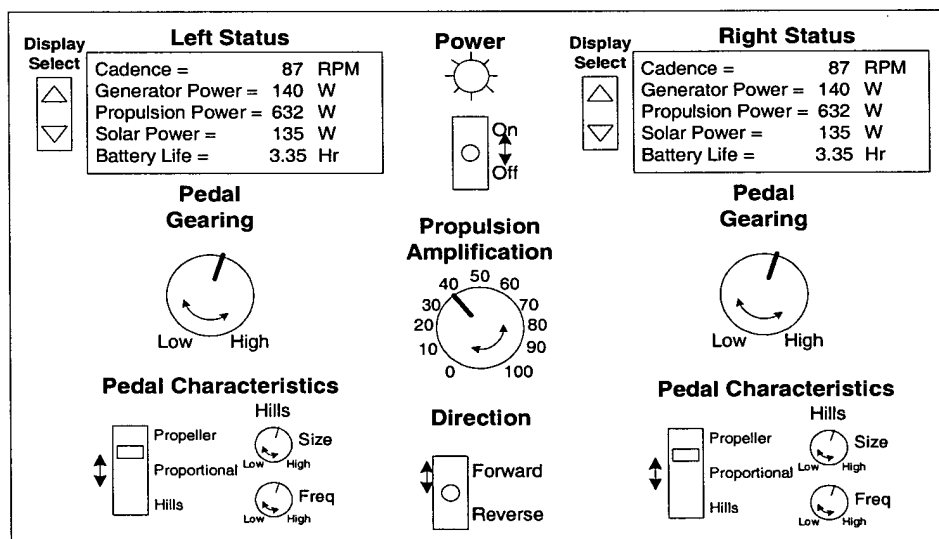 Display
Select
Left Status
Cadence = 87 RPM
Generator Power = 140 W
Propulsion Power = 632 W
Solar Power = 135 W
Battery Life = 3.35 Hr
Power
On
Off
Display
Select
Right Status
Cadence = 87 RPM
Generator Power = 140 W
Propulsion Power = 632 W
Solar Power = 135 W
Battery Life = 3.35 Hr
Pedal
Gearing
Low High
Propulsion
Amplification
0 10 20 30 40 50 60 70 80 90 100
Pedal
Gearing
Low High
Pedal Characteristics
Propeller
Proportional
Hills
Hills
Size
Low High
Freq
Low High
Direction
Forward
Reverse
Pedal Characteristics
Propeller
Proportional
Hills
Hills
Size
Low High
Freq
Low High